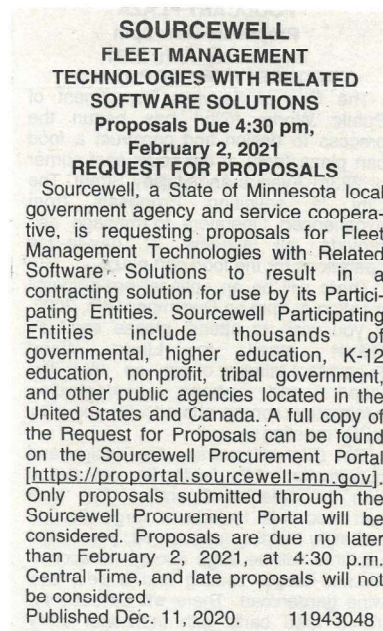 SOURCEWELL
FLEET MANAGEMENT
TECHNOLOGIES WITH RELATED
SOFTWARE SOLUTIONS
Proposals Due 4:30 pm,
February 2, 2021
REQUEST FOR PROPOSALS
Sourcewell, a State of Minnesota local
government agency and service coopera-
tive, is requesting proposals for Fleet
Management Technologies with Related
Software Solutions to result in a
contracting solution for use by its Partici-
pating Entities. Sourcewell Participating
Entities include thousands of
governmental, higher education, K-12
education, nonprofit, tribal government,
and other public agencies located in the
United States and Canada. A full copy of
the Request for Proposals can be found
on the Sourcewell Procurement Portal
[https://proportal.sourcewell-mn.gov].
Only proposals submitted through the
Sourcewell Procurement Portal will be
considered. Proposals are due no later
than February 2, 2021, at 4:30 p.m.
Central Time, and late proposals will not
be considered.
Published Dec. 11, 2020. 11943048